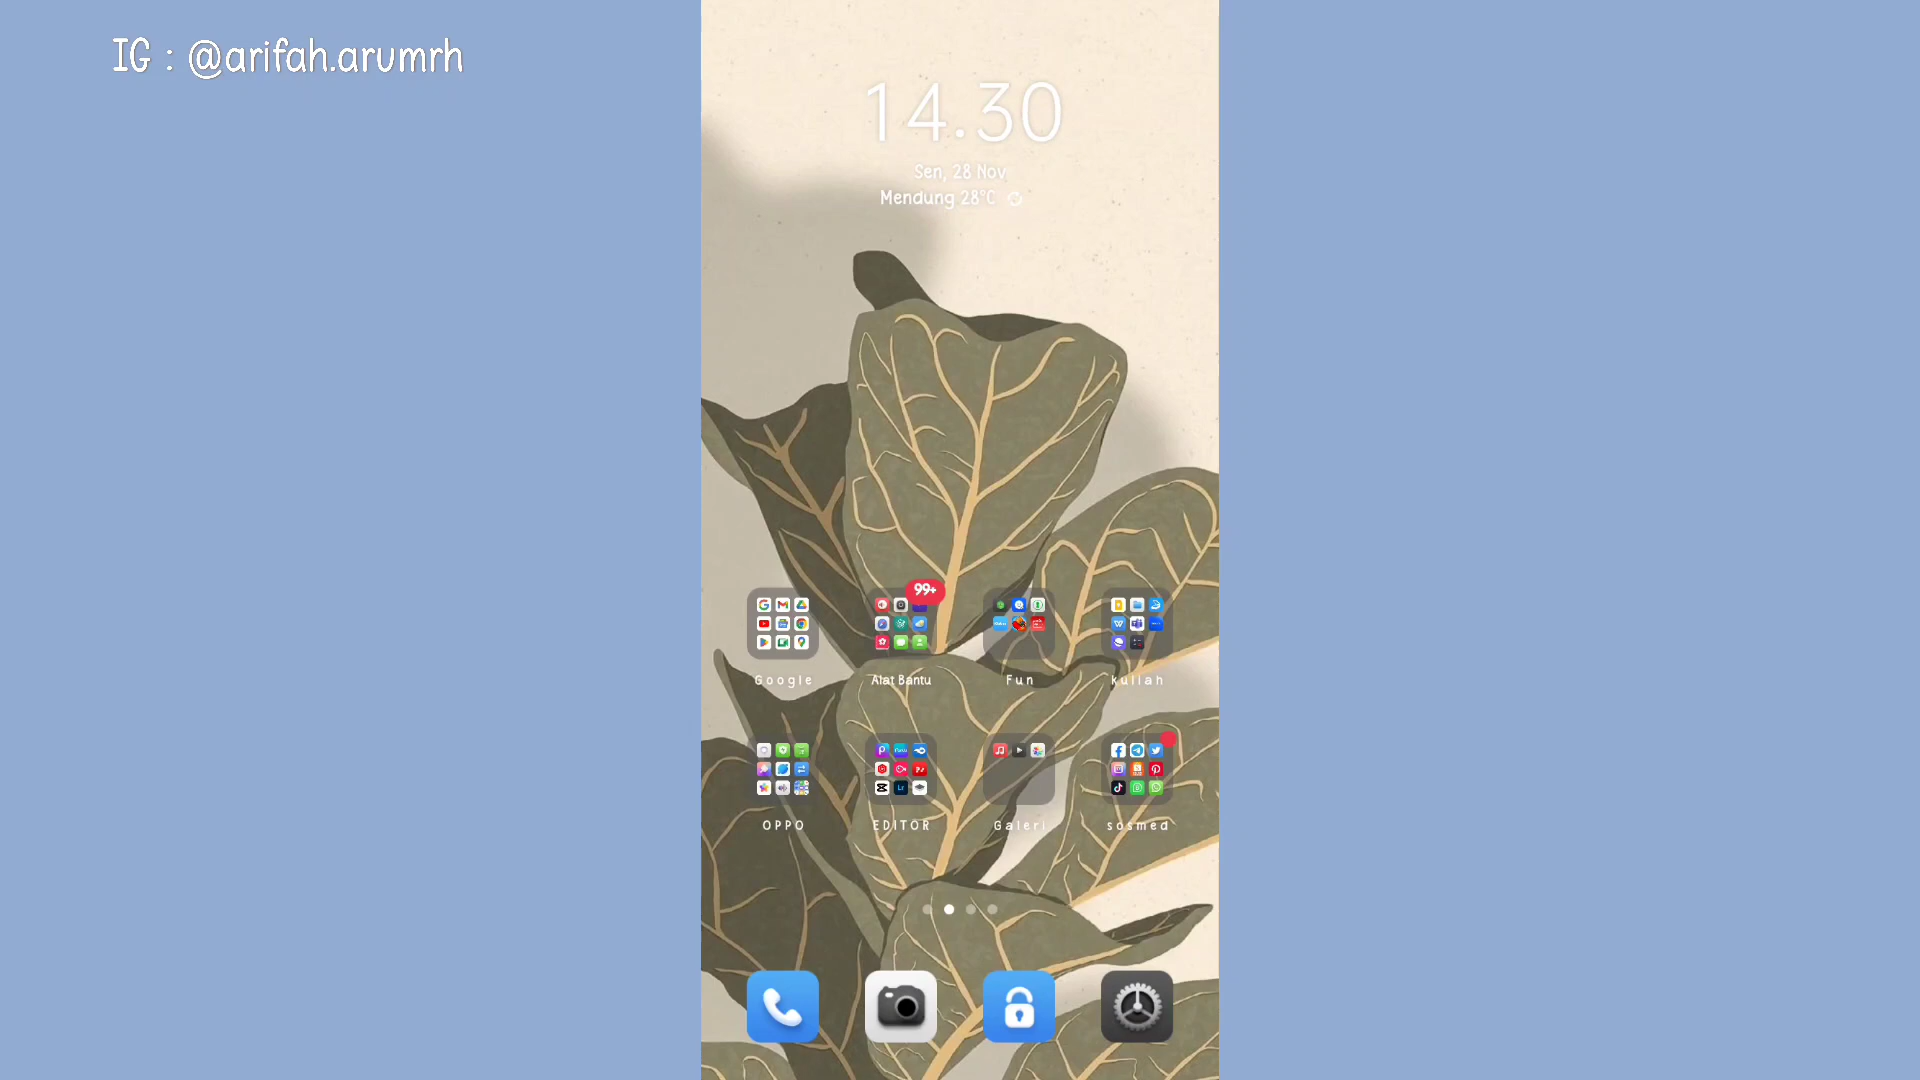 IG : @arifah.arumrh
14.30
Sen, 28 Nov
Mendung 28°C
99+
Google
Alat Bantu
Fun
kuliah
OPPO
EDITOR
Galeri
sosmed